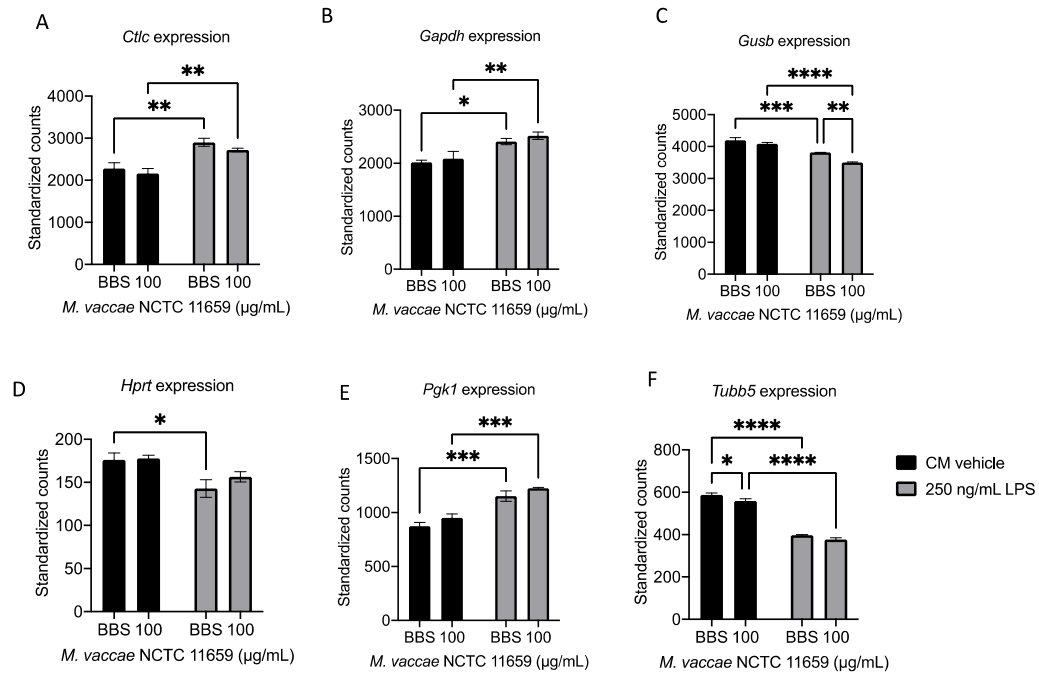 A
Ctlc expression
**
**
4000
3000
2000
1000
0
Standardized counts
BBS 100 BBS 100
M. vaccae NCTC 11659 (µg/mL)
B
Gapdh expression
**
*
3000
2000
1000
0
Standardized counts
BBS 100 BBS 100
M. vaccae NCTC 11659 (µg/mL)
C
Gusb expression
****
*** **
5000
4000
3000
2000
1000
0
Standardized counts
BBS 100 BBS 100
M. vaccae NCTC 11659 (µg/mL)
D
Hprt expression
*
200
150
100
50
0
Standardized counts
BBS 100 BBS 100
M. vaccae NCTC 11659 (µg/mL)
E
Pgk1 expression
***
***
1500
1000
500
0
Standardized counts
BBS 100 BBS 100
M. vaccae NCTC 11659 (µg/mL)
F
Tubb5 expression
****
* ****
800
600
400
200
0
Standardized counts
BBS 100 BBS 100
M. vaccae NCTC 11659 (µg/mL)
CM vehicle
250 ng/mL LPS